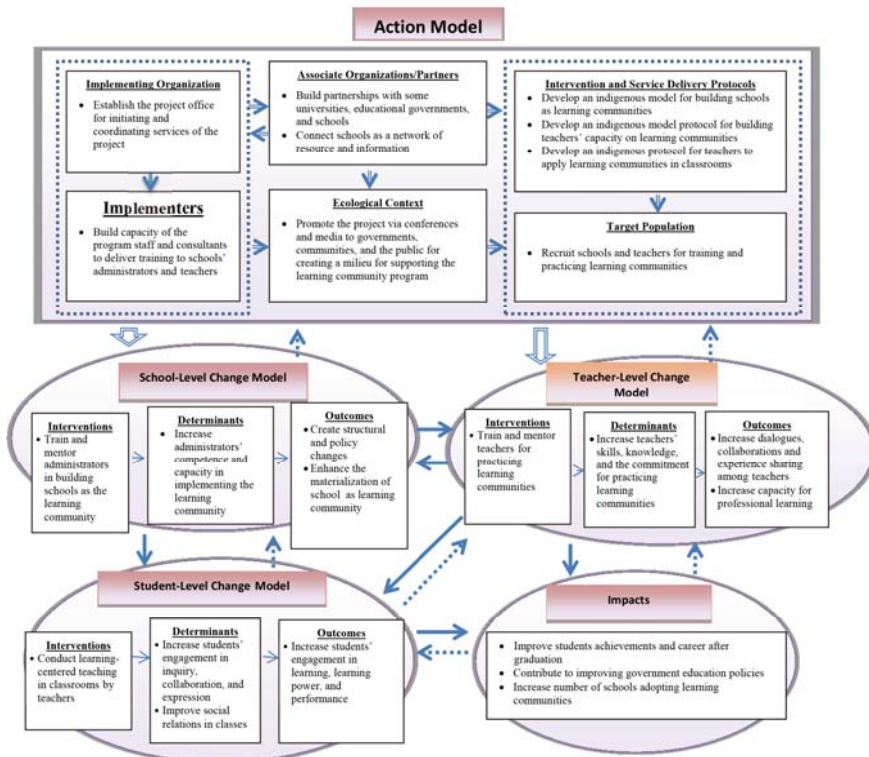 Action Model
Implementing Organization
• Establish the project office
for initiating and
coordinating services of the
project
Associate Organizations/Partners
• Build partnerships with some
universities, educational governments,
and schools
• Connect schools as a network of
resource and information
Intervention and Service Delivery Protocols
• Develop an indigenous model for building schools
as learning communities
• Develop an indigenous model protocol for building
teachers' capacity on learning communities
• Develop an indigenous protocol for teachers to
apply learning communities in classrooms
Implementers
• Build capacity of the
program staff and consultants
to deliver training to schools'
administrators and teachers
Ecological Context
• Promote the project via conferences
and media to governments,
communities, and the public for
creating a milieu for supporting the
learning community program
Target Population
• Recruit schools and teachers for training and
practicing learning communities
School-Level Change Model
Interventions
• Train and
mentor
administrators
in building
schools as the
learning
community
Determinants
• Increase
administrators'
competence and
capacity in
implementing the
learning
community
Outcomes
• Create structural
and policy
changes
• Enhance the
materialization of
school as learning
community
Teacher-Level Change
Model
Interventions
• Train and mentor
teachers for
practicing
learning
communities
Determinants
• Increase teachers'
skills, knowledge,
and the commitment
for practicing
learning
communities
Outcomes
• Increase dialogues,
collaborations and
experience sharing
among teachers
• Increase capacity for
professional learning
Student-Level Change Model
Interventions
• Conduct learning-
centered teaching
in classrooms by
teachers
Determinants
• Increase students'
engagement in
inquiry,
collaboration, and
expression
• Improve social
relations in classes
Outcomes
• Increase students'
engagement in
learning, learning
power, and
performance
Impacts
• Improve students achievements and career after
graduation
• Contribute to improving government education policies
• Increase number of schools adopting learning
communities